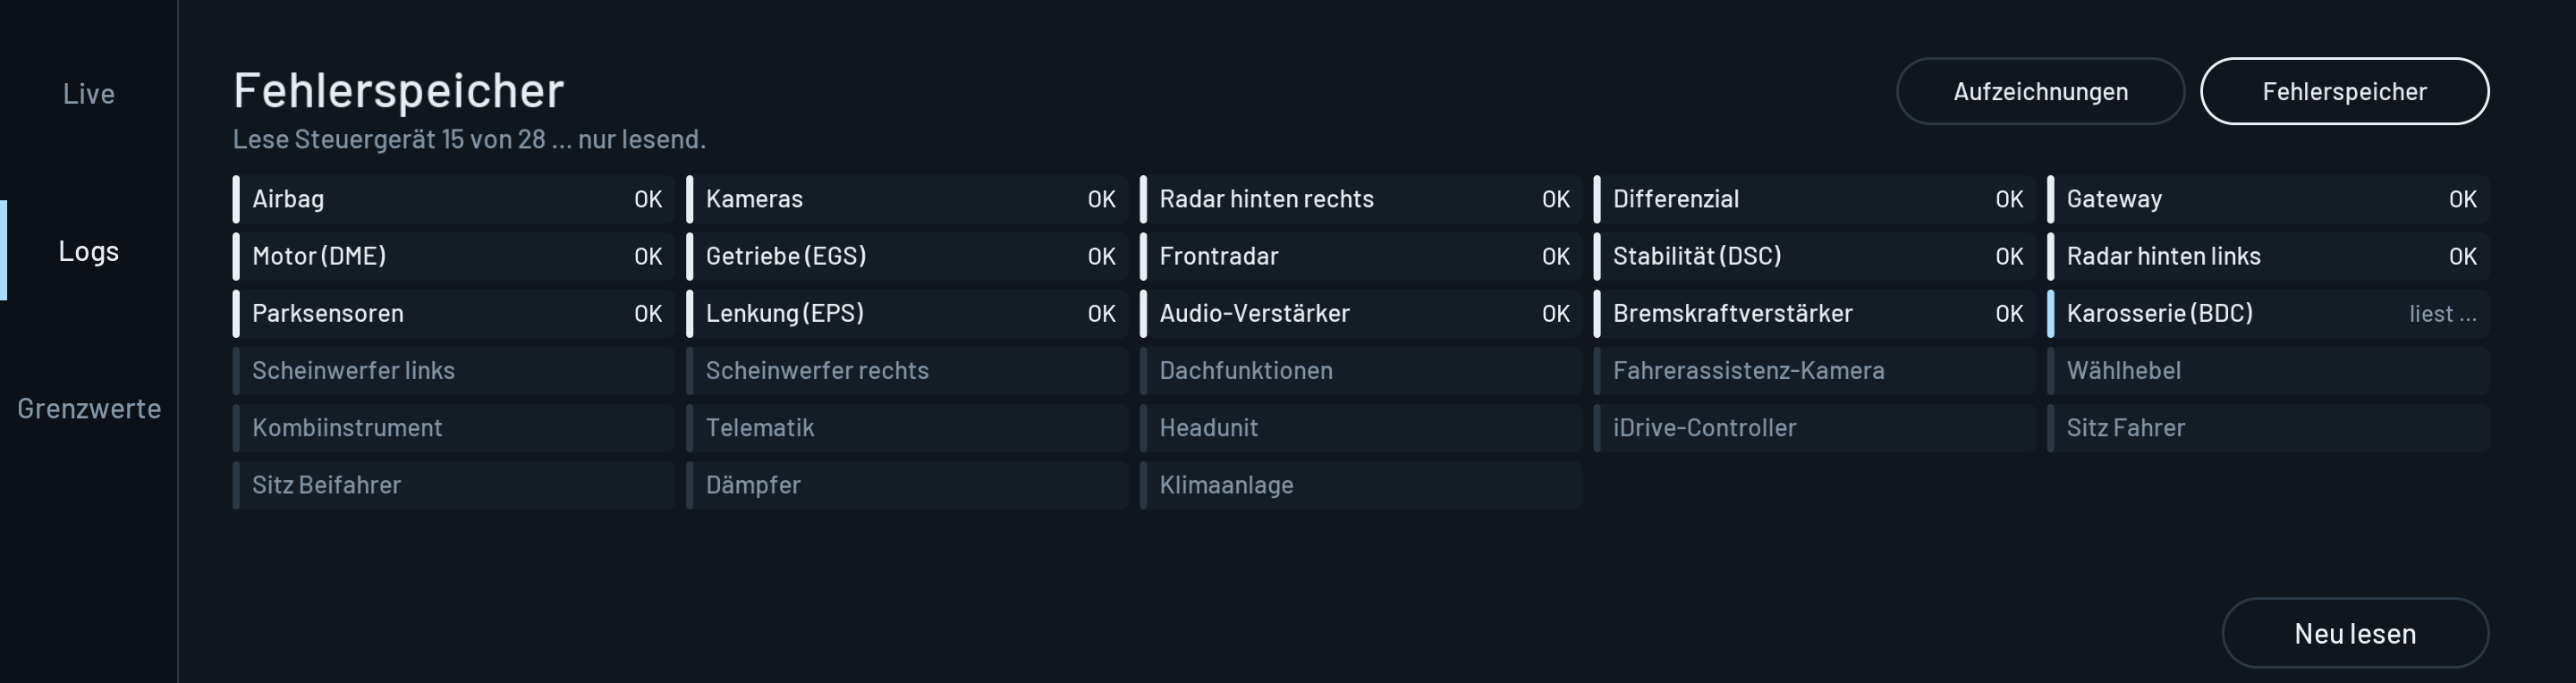 Live
Logs
Grenzwerte
Fehlerspeicher
Lese Steuergerät 15 von 28 ... nur lesend.
Aufzeichnungen
Fehlerspeicher
Airbag OK Kameras OK Radar hinten rechts OK Differenzial OK Gateway OK
Motor (DME) OK Getriebe (EGS) OK Frontradar OK Stabilität (DSC) OK Radar hinten links OK
Parksensoren OK Lenkung (EPS) OK Audio-Verstärker OK Bremskraftverstärker OK Karosserie (BDC) liest ...
Scheinwerfer links Scheinwerfer rechts Dachfunktionen Fahrerassistenz-Kamera Wählhebel
Kombiinstrument Telematik Headunit iDrive-Controller Sitz Fahrer
Sitz Beifahrer Dämpfer Klimaanlage
Neu lesen